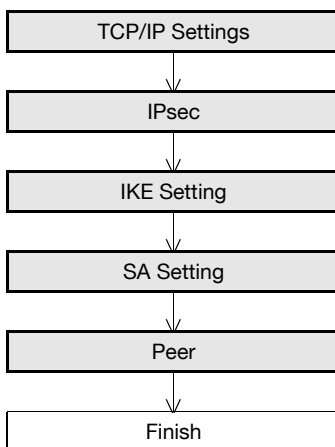 TCP/IP Settings
IPsec
IKE Setting
SA Setting
Peer
Finish